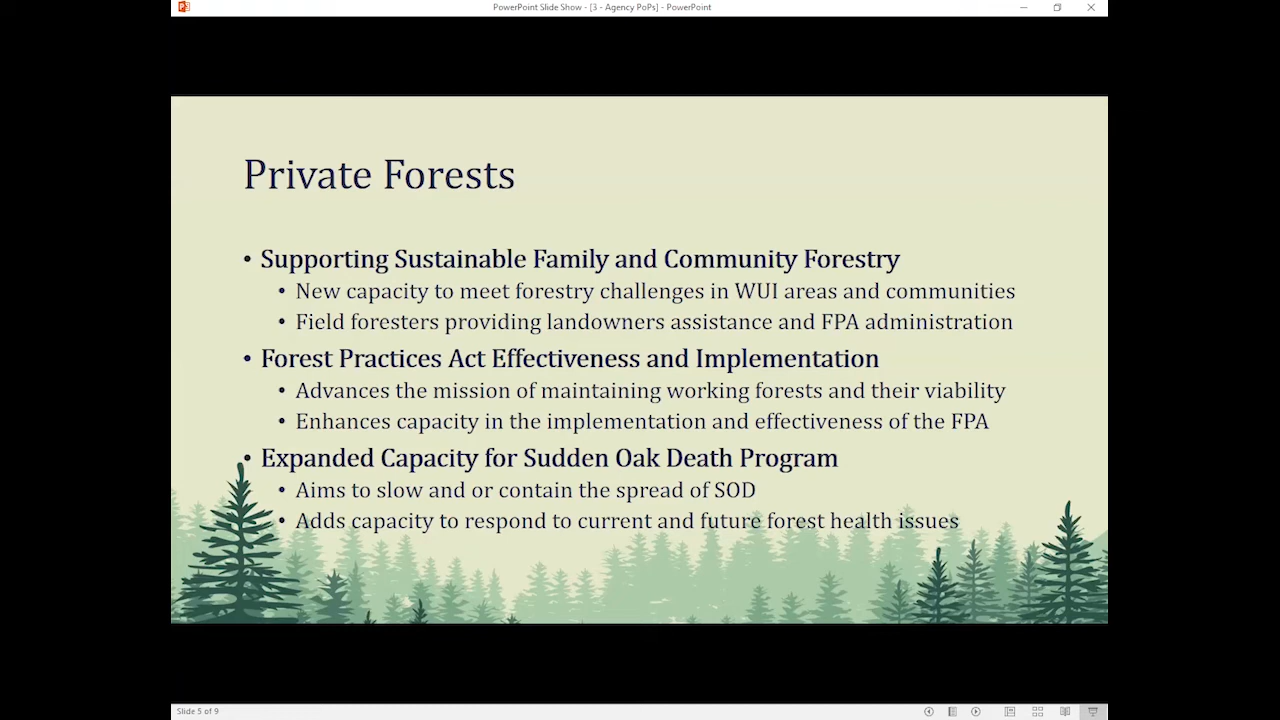 PowerPoint Slide Show - [3 - Agency PoPs] - PowerPoint
Private Forests
• Supporting Sustainable Family and Community Forestry
• New capacity to meet forestry challenges in WUI areas and communities
• Field foresters providing landowners assistance and FPA administration
• Forest Practices Act Effectiveness and Implementation
• Advances the mission of maintaining working forests and their viability
• Enhances capacity in the implementation and effectiveness of the FPA
• Expanded Capacity for Sudden Oak Death Program
• Aims to slow and or contain the spread of SOD
• Adds capacity to respond to current and future forest health issues
Slide 5 of 9